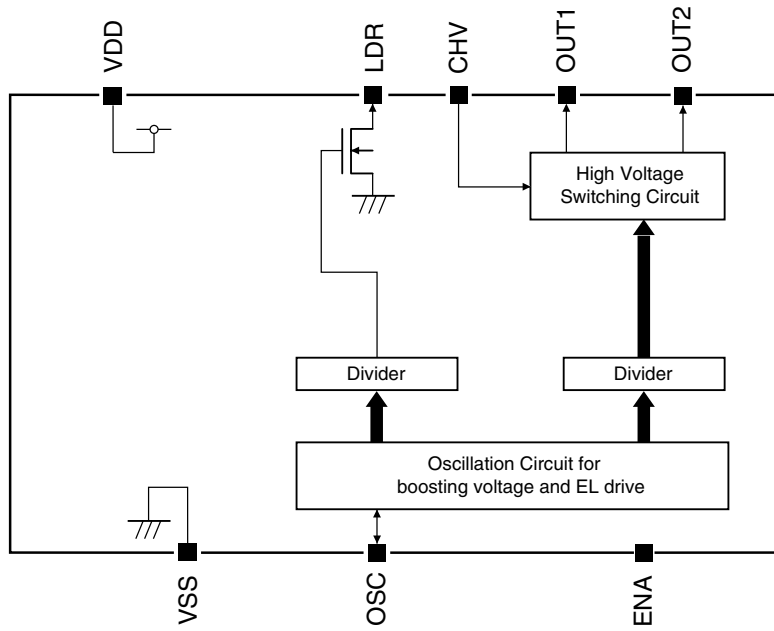 VDD
LDR
CHV
OUT1
OUT2
High Voltage
Switching Circuit
Divider
Divider
Oscillation Circuit for
boosting voltage and EL drive
VSS
OSC
ENA